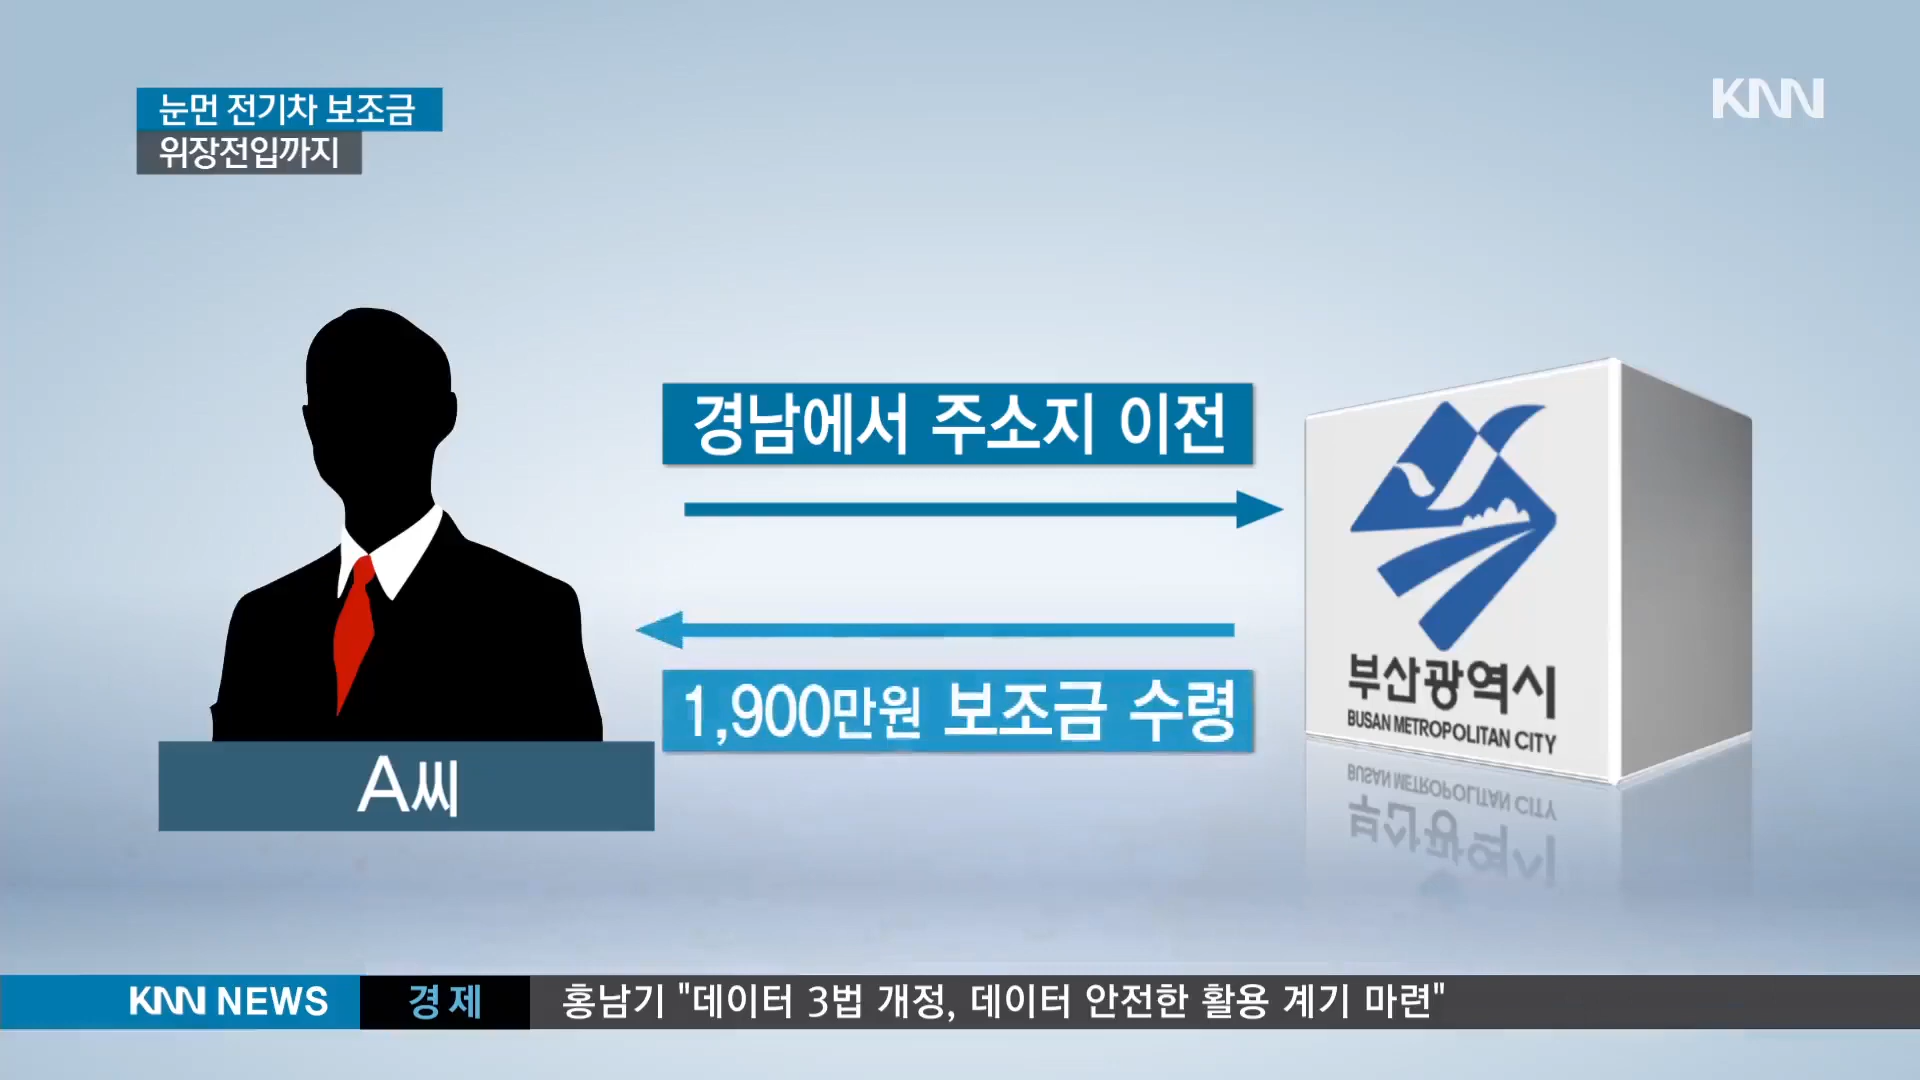 눈먼 전기차 보조금
위장전입까지
KNN
경남에서 주소지 이전
1,900만원 보조금 수령
A씨
부산광역시
BUSAN METROPOLITAN CITY
KNN NEWS
경제
홍남기 "데이터 3법 개정, 데이터 안전한 활용 계기 마련"